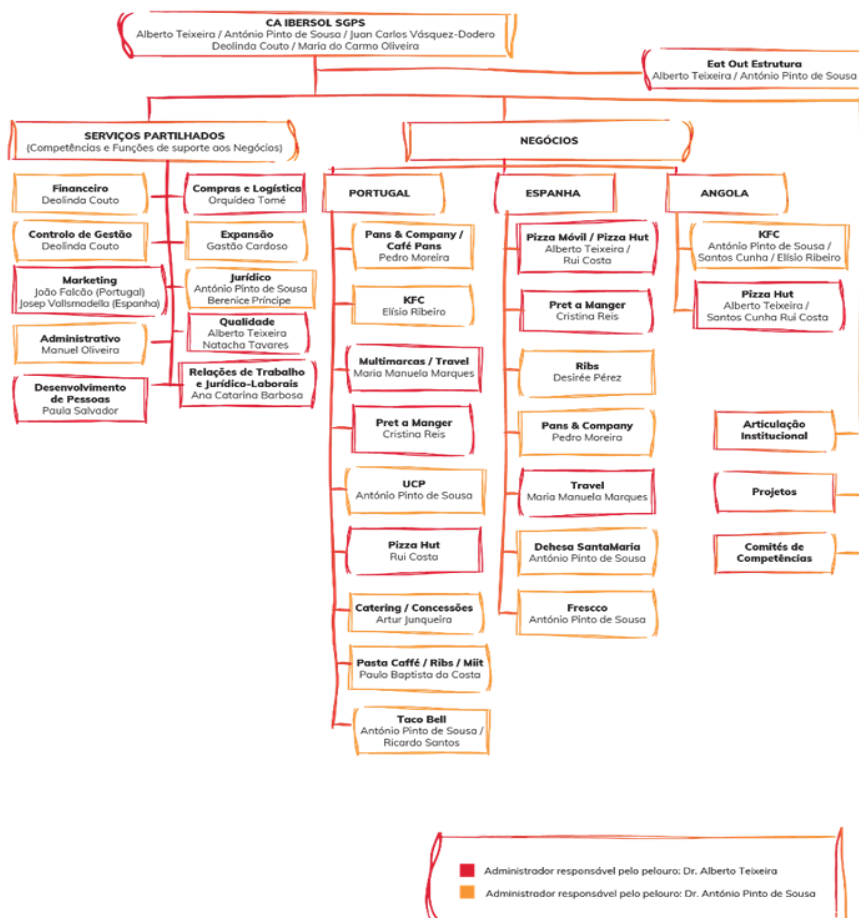 CA IBERSOL SGPS
Alberto Teixeira / António Pinto de Sousa / Juan Carlos Vásquez-Dodero
Deolinda Couto / Maria do Carmo Oliveira
Eat Out Estrutura
Alberto Teixeira / António Pinto de Sousa
SERVIÇOS PARTILHADOS
(Competências e Funções de suporte aos Negócios)
Financeiro
Deolinda Couto
Compras e Logística
Orquídea Tomé
Controlo de Gestão
Deolinda Couto
Expansão
Gastão Cardoso
Marketing
João Falcão (Portugal)
Josep Vallsmadella (Espanha)
Jurídico
António Pinto de Sousa
Berenice Príncipe
Administrativo
Manuel Oliveira
Qualidade
Alberto Teixeira
Natacha Tavares
Desenvolvimento
de Pessoas
Paula Salvador
Relações de Trabalho
e Jurídico-Laborais
Ana Catarina Barbosa
NEGÓCIOS
PORTUGAL
Pans & Company /
Café Pans
Pedro Moreira
KFC
Elísio Ribeiro
Multimarcas / Travel
Maria Manuela Marques
Pret a Manger
Cristina Reis
UCP
António Pinto de Sousa
Pizza Hut
Rui Costa
Catering / Concessões
Artur Junqueira
Pasta Caffé / Ribs / Miit
Paulo Baptista da Costa
Taco Bell
António Pinto de Sousa /
Ricardo Santos
ESPANHA
Pizza Móvil / Pizza Hut
Alberto Teixeira /
Rui Costa
Pret a Manger
Cristina Reis
Ribs
Desirée Pérez
Pans & Company
Pedro Moreira
Travel
Maria Manuela Marques
Dehesa SantaMaria
António Pinto de Sousa
Frescco
António Pinto de Sousa
ANGOLA
KFC
António Pinto de Sousa /
Santos Cunha / Elísio Ribeiro
Pizza Hut
Alberto Teixeira /
Santos Cunha Rui Costa
Articulação
Institucional
Projetos
Comités de
Competências
Administrador responsável pelo pelouro: Dr. Alberto Teixeira
Administrador responsável pelo pelouro: Dr. António Pinto de Sousa